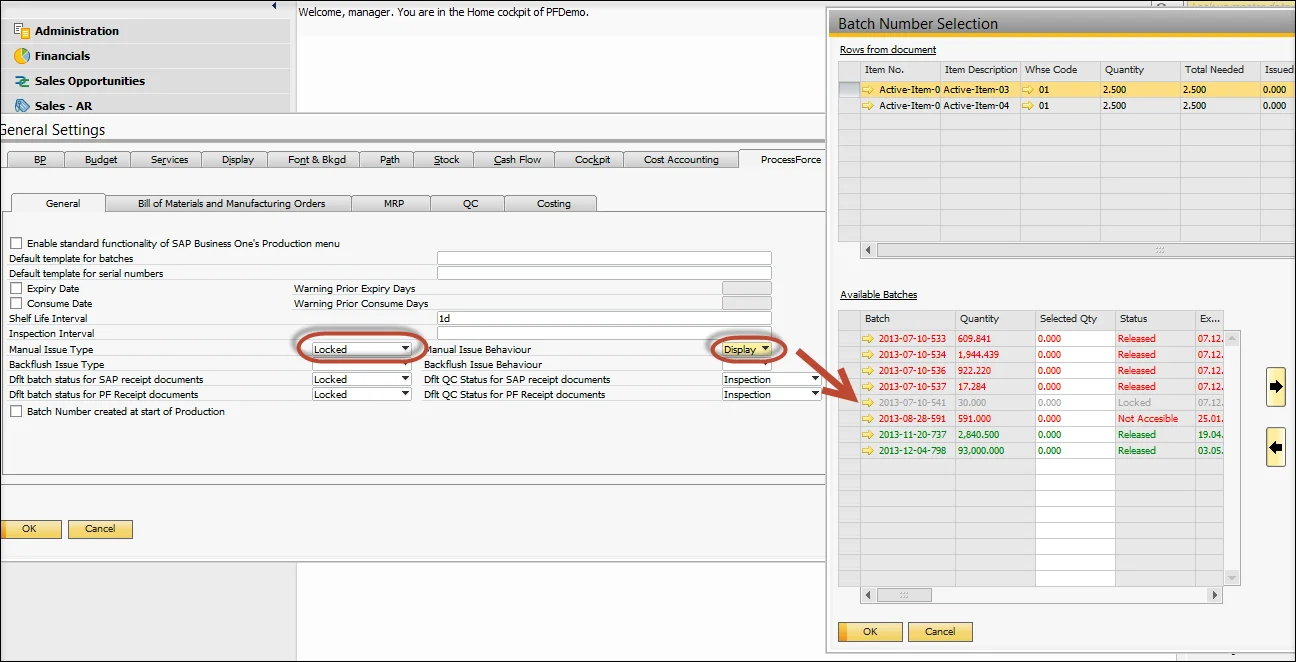 Welcome, manager. You are in the Home cockpit of PFDemo.
Administration
Financials
Sales Opportunities
Sales - AR
General Settings
BP Budget Services Display Font & Bkgd Path Stock Cash Flow Cockpit Cost Accounting ProcessForce
General Bill of Materials and Manufacturing Orders MRP QC Costing
Enable standard functionality of SAP Business One's Production menu
Default template for batches
Default template for serial numbers
Expiry Date Warning Prior Expiry Days
Consume Date Warning Prior Consume Days
Shelf Life Interval 1d
Inspection Interval
Manual Issue Type Locked Manual Issue Behaviour Display
Backflush Issue Type Backflush Issue Behaviour
Dflt batch status for SAP receipt documents Locked Dflt QC Status for SAP receipt documents Inspection
Dflt batch status for PF Receipt documents Locked Dflt QC Status for PF Receipt documents Inspection
Batch Number created at start of Production
OK Cancel
Batch Number Selection
Rows from document
Item No. Item Description Whse Code Quantity Total Needed Issued
Active-Item-0 Active-Item-03 01 2.500 2.500 0.000
Active-Item-0 Active-Item-04 01 2.500 2.500 0.000
Available Batches
Batch Quantity Selected Qty Status Ex...
2013-07-10-533 609.841 0.000 Released 07.12.
2013-07-10-534 1,944.439 0.000 Released 07.12.
2013-07-10-536 922.220 0.000 Released 07.12.
2013-07-10-537 17.284 0.000 Released 07.12.
2013-07-10-541 30.000 0.000 Locked 07.12.
2013-08-28-591 591.000 0.000 Not Accesible 25.01.
2013-11-20-737 2,840.500 0.000 Released 19.04.
2013-12-04-798 93,000.000 0.000 Released 03.05.
OK Cancel